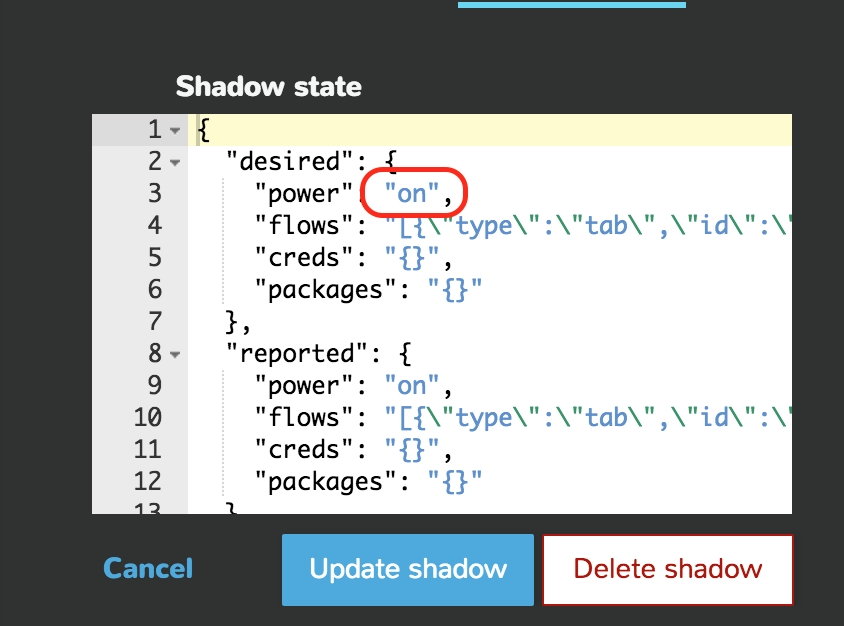 Shadow state
1 {
2 "desired": {
3 "power": "on",
4 "flows": "[{\"type\":\"tab\",\"id\":\"
5 "creds": "{}",
6 "packages": "{}"
7 },
8 "reported": {
9 "power": "on",
10 "flows": "[{\"type\":\"tab\",\"id\":\"
11 "creds": "{}",
12 "packages": "{}"
13 }
Cancel Update shadow Delete shadow